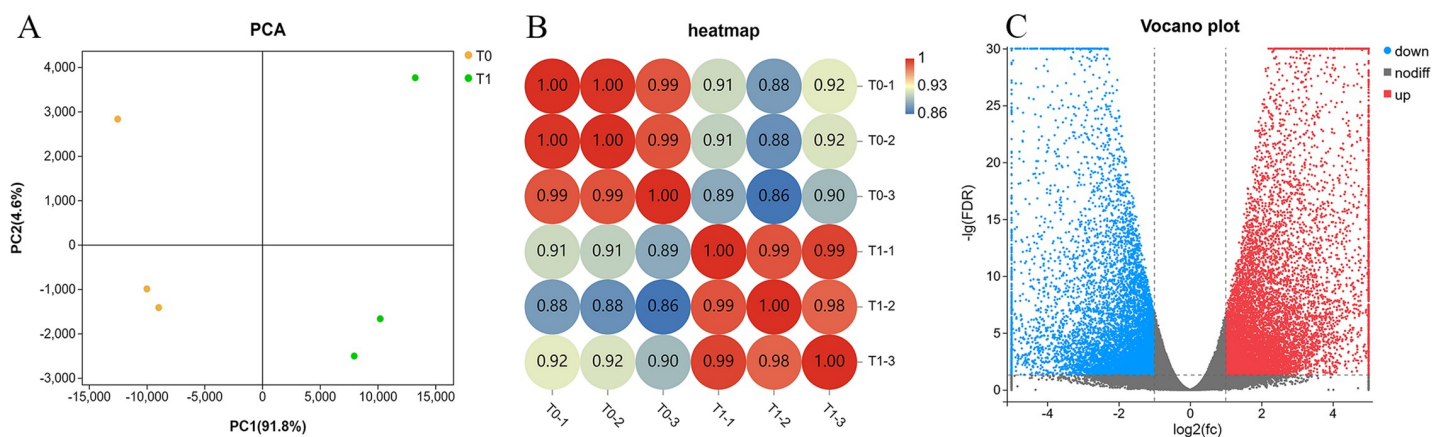 A
PCA
T0
T1
4,000
3,000
2,000
1,000
0
-1,000
-2,000
-3,000
PC2(4.6%)
-15,000 -10,000 -5,000 0 5,000 10,000 15,000
PC1(91.8%)
B
heatmap
1.00 1.00 0.99 0.91 0.88 0.92 T0-1
1.00 1.00 0.99 0.91 0.88 0.92 T0-2
0.99 0.99 1.00 0.89 0.86 0.90 T0-3
0.91 0.91 0.89 1.00 0.99 0.99 T1-1
0.88 0.88 0.86 0.99 1.00 0.98 T1-2
0.92 0.92 0.90 0.99 0.98 1.00 T1-3
T0-1 T0-2 T0-3 T1-1 T1-2 T1-3
1
0.93
0.86
C
Vocano plot
down
nodiff
up
30
25
20
15
10
5
0
-lg(FDR)
-4 -2 0 2 4
log2(fc)